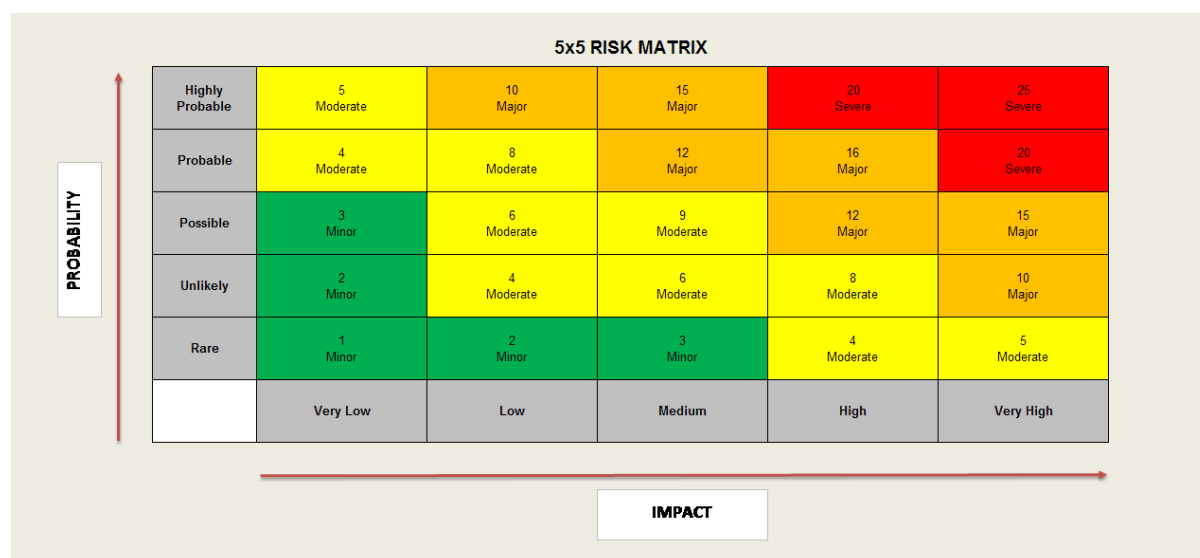 5x5 RISK MATRIX
Highly
Probable
5
Moderate
10
Major
15
Major
20
Severe
25
Severe
Probable
4
Moderate
8
Moderate
12
Major
16
Major
20
Severe
Possible
3
Minor
6
Moderate
9
Moderate
12
Major
15
Major
Unlikely
2
Minor
4
Moderate
6
Moderate
8
Moderate
10
Major
Rare
1
Minor
2
Minor
3
Minor
4
Moderate
5
Moderate
Very Low
Low
Medium
High
Very High
PROBABILITY
IMPACT